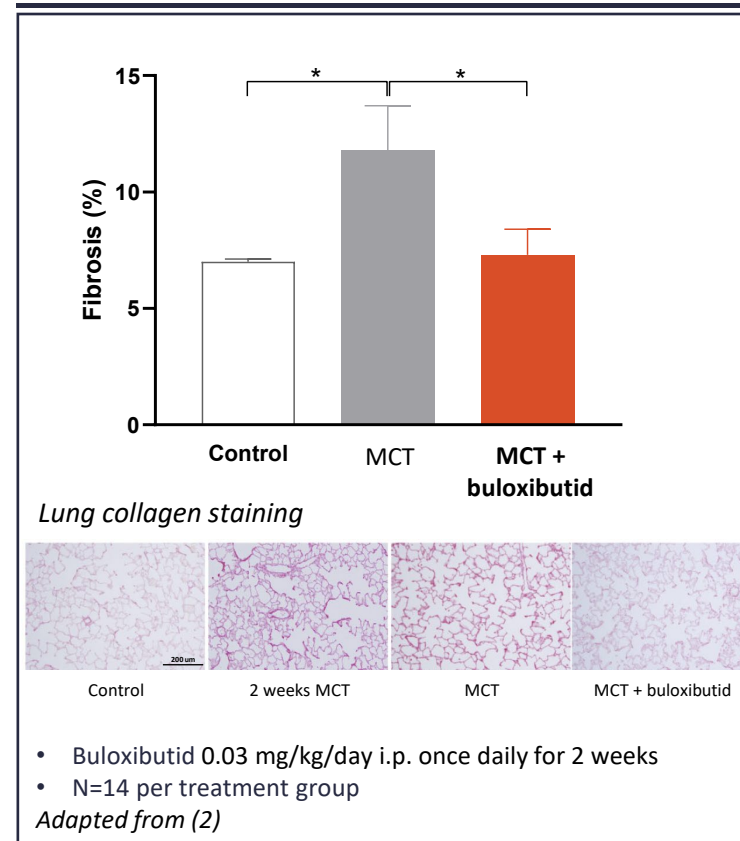 15
* *
10
5
0
Fibrosis (%)
Control MCT MCT +
buloxibutid
Lung collagen staining
200 um
Control 2 weeks MCT MCT MCT + buloxibutid
• Buloxibutid 0.03 mg/kg/day i.p. once daily for 2 weeks
• N=14 per treatment group
Adapted from (2)